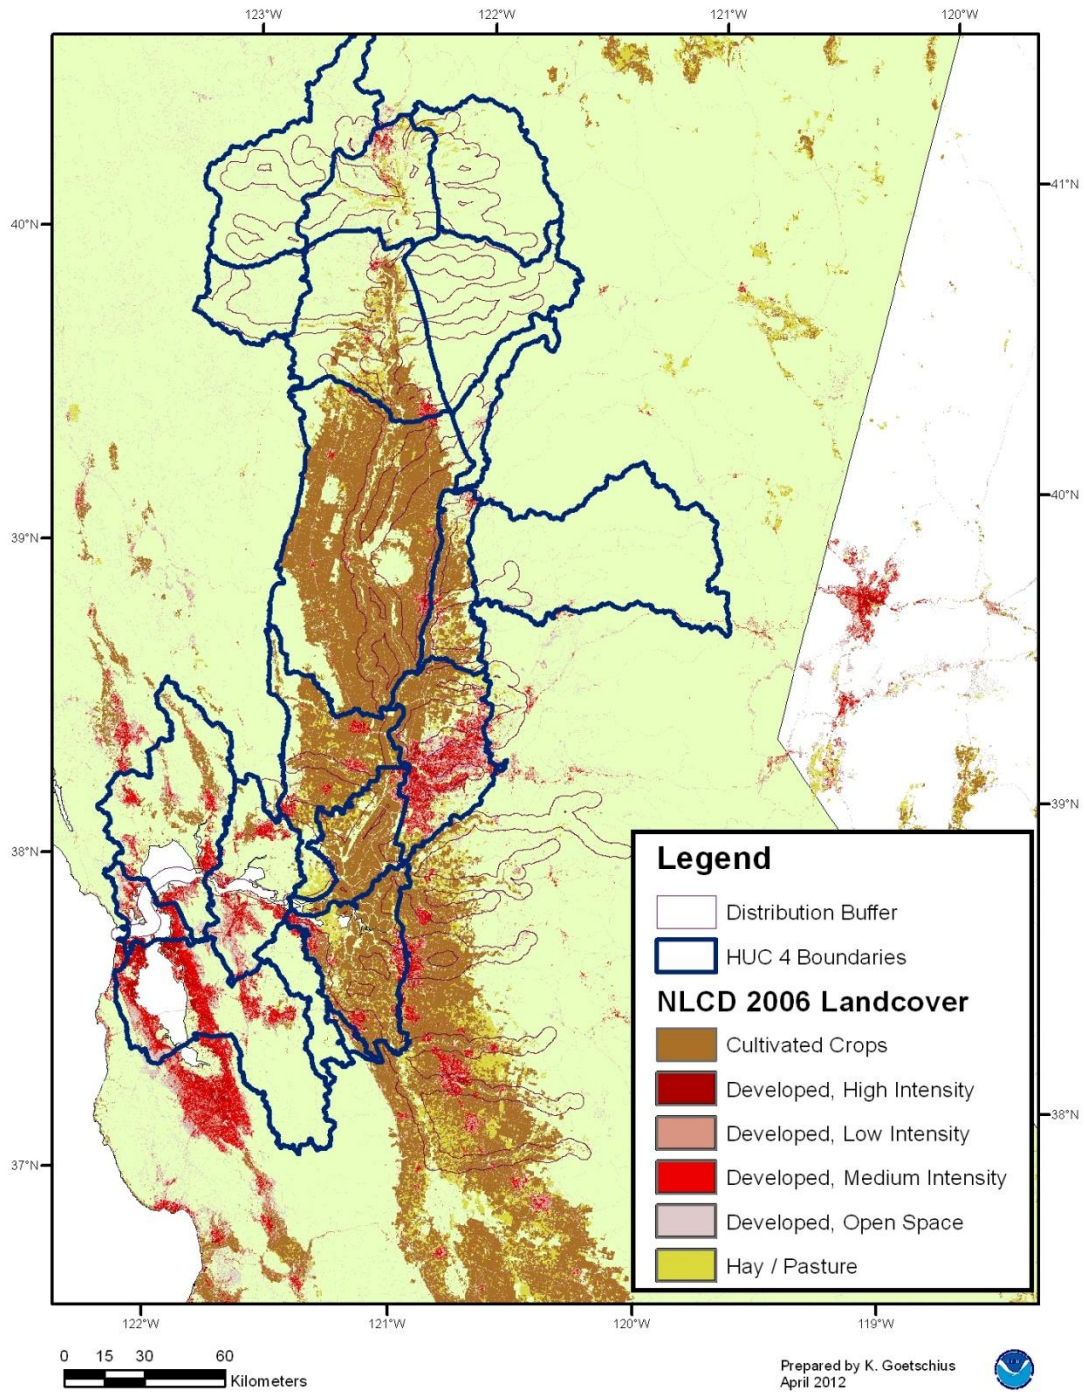 123°W 122°W 121°W 120°W
41°N
40°N
40°N
39°N
39°N
38°N
Legend
Distribution Buffer
HUC 4 Boundaries
NLCD 2006 Landcover
Cultivated Crops
Developed, High Intensity
38°N
Developed, Low Intensity
37°N
Developed, Medium Intensity
Developed, Open Space
Hay / Pasture
122°W 121°W 120°W 119°W
0 15 30 60
Kilometers
Prepared by K. Goetschius
April 2012